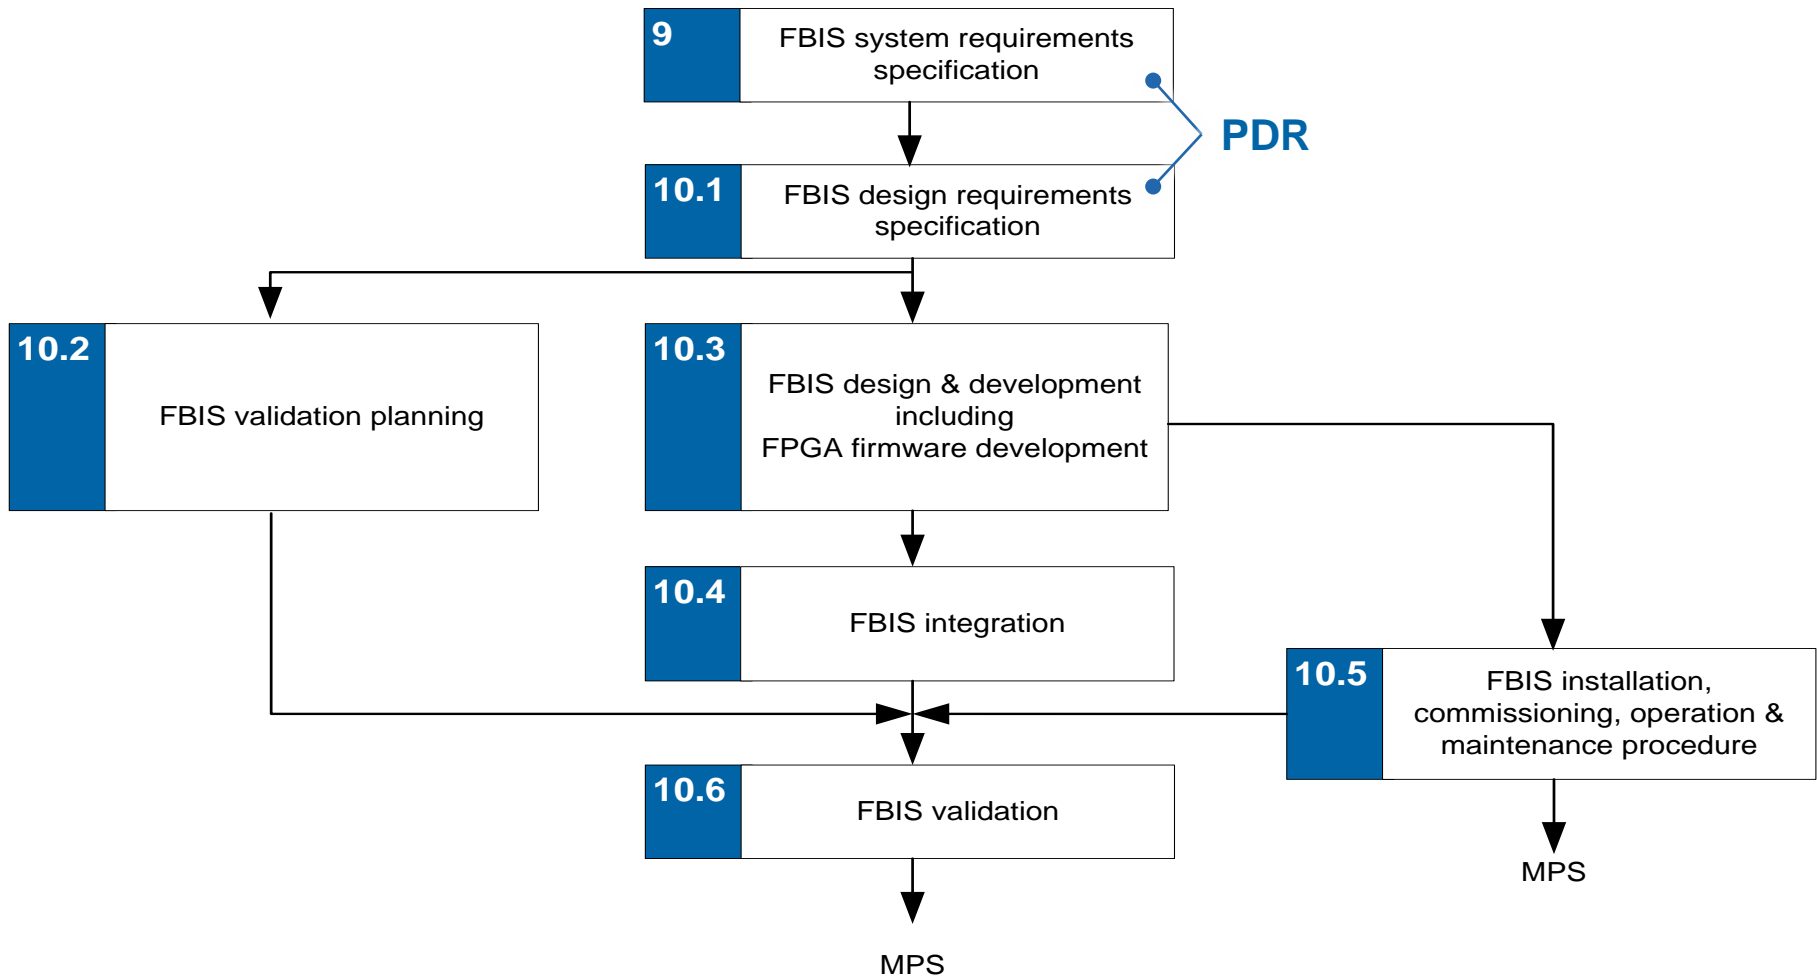 9
FBIS system requirements
specification
PDR
10.1
FBIS design requirements
specification
10.2
FBIS validation planning
10.3
FBIS design & development
including
FPGA firmware development
10.4
FBIS integration
10.5
FBIS installation,
commissioning, operation &
maintenance procedure
10.6
FBIS validation
MPS
MPS